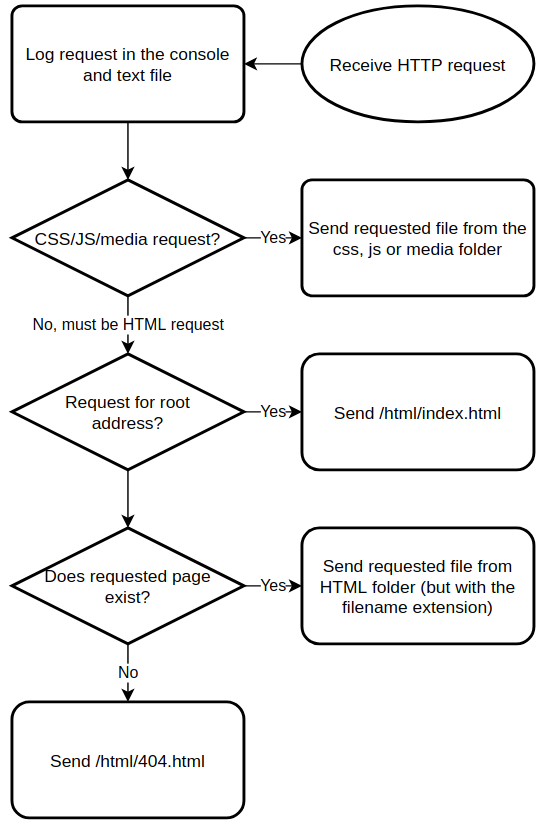 Log request in the console
and text file
Receive HTTP request
CSS/JS/media request?
Yes
Send requested file from the
css, js or media folder
No, must be HTML request
Request for root
address?
Yes
Send /html/index.html
Does requested page
exist?
Yes
Send requested file from
HTML folder (but with the
filename extension)
No
Send /html/404.html